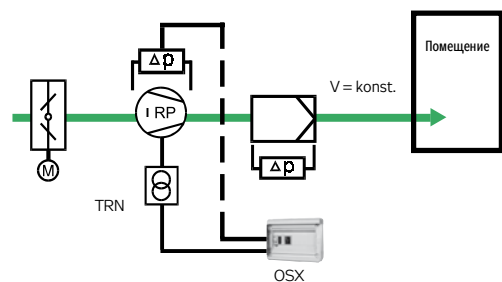 Δp
Помещение
V = konst.
I RP
M
Δp
TRN
OSX